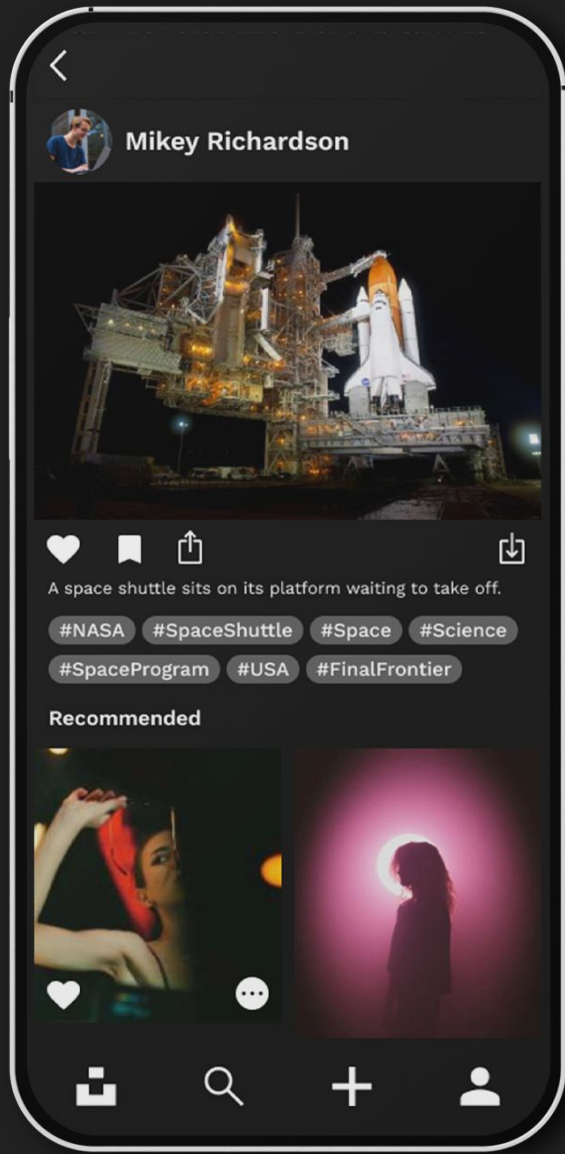 Mikey Richardson
A space shuttle sits on its platform waiting to take off.
#NASA #SpaceShuttle #Space #Science
#SpaceProgram #USA #FinalFrontier
Recommended